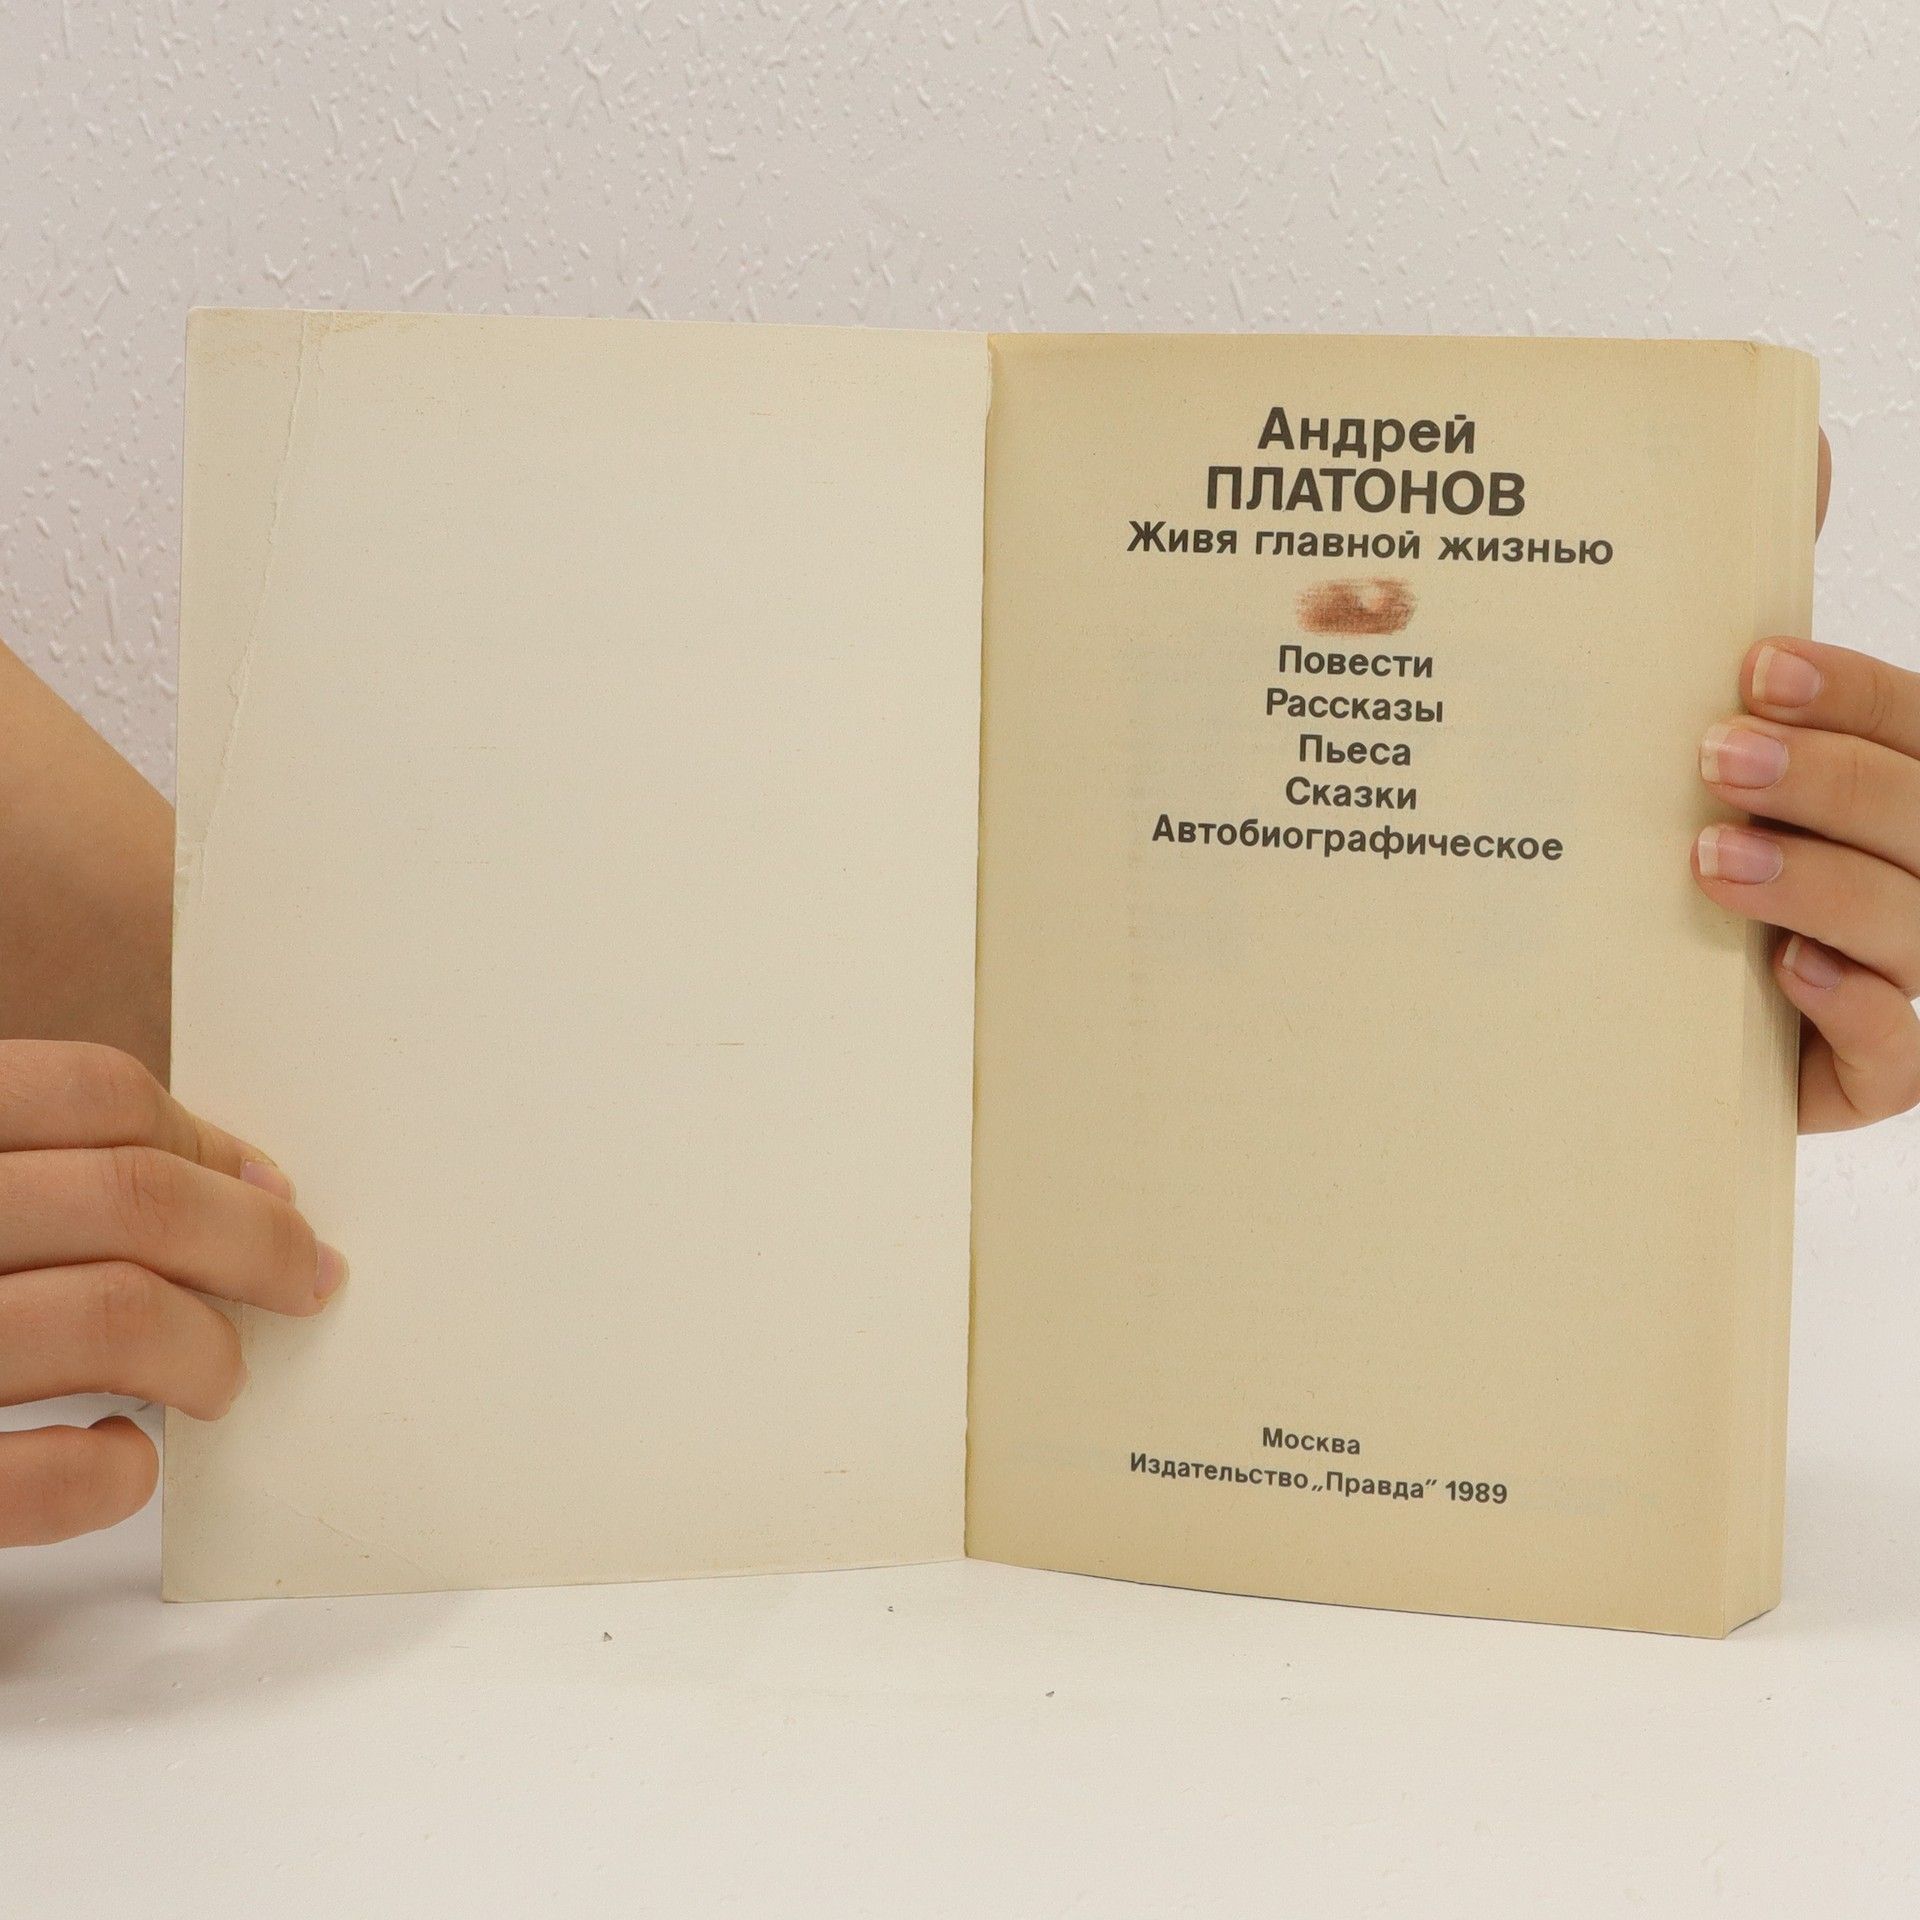 Андрей
ПЛАТОНОВ
Живя главной жизнью
Повести
Рассказы
Пьеса
Сказки
Автобиографическое
Москва
Издательство „Правда” 1989